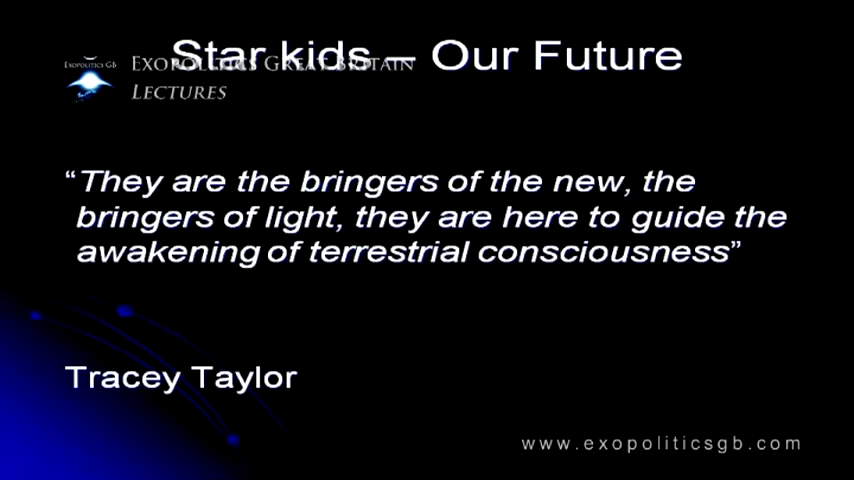 Star kids – Our Future
EXOPOLITICS GB
EXOPOLITICS GREAT BRITAIN
LECTURES
“They are the bringers of the new, the
bringers of light, they are here to guide the
awakening of terrestrial consciousness”
Tracey Taylor
www.exopoliticsgb.com